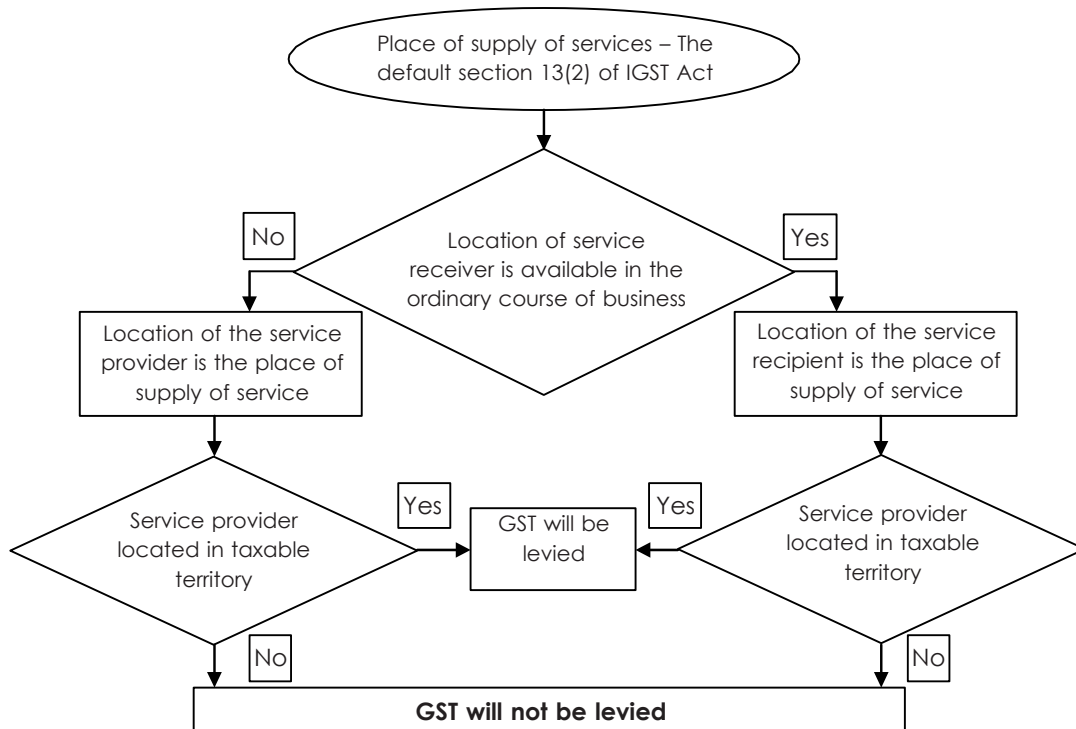 Place of supply of services – The
default section 13(2) of IGST Act
No
Yes
Location of service
receiver is available in the
ordinary course of business
Location of the service
provider is the place of
supply of service
Location of the service
recipient is the place of
supply of service
Service provider
located in taxable
territory
Yes
GST will be
levied
Yes
Service provider
located in taxable
territory
No
No
GST will not be levied